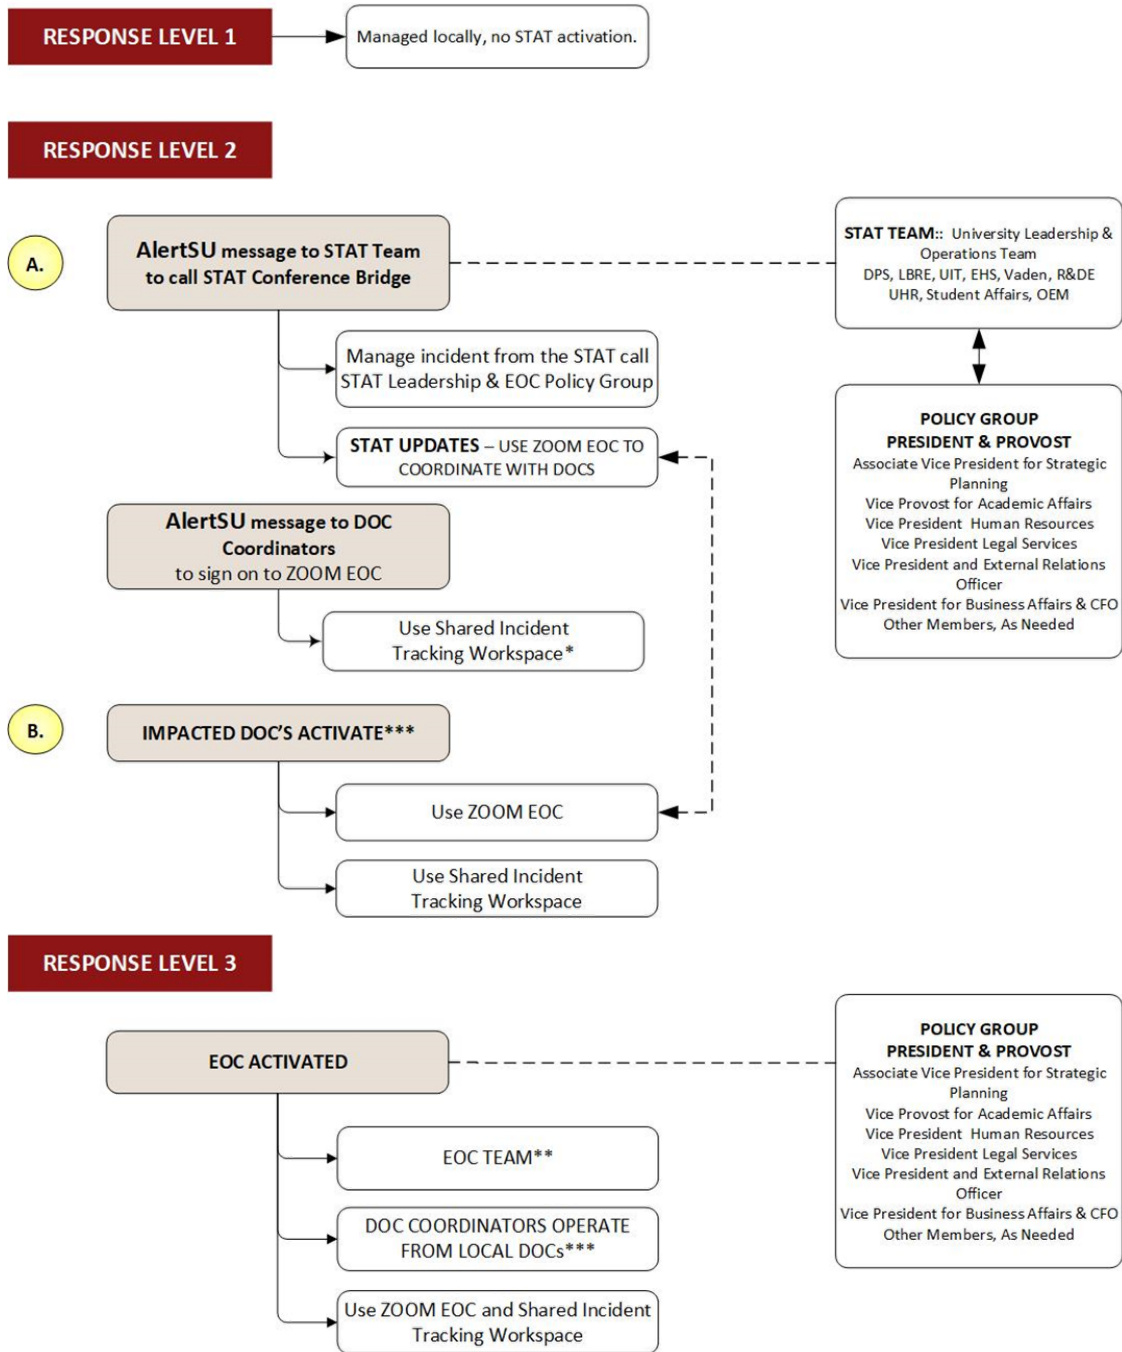 RESPONSE LEVEL 1
Managed locally, no STAT activation.
RESPONSE LEVEL 2
A.
AlertSU message to STAT Team
to call STAT Conference Bridge
STAT TEAM:: University Leadership &
Operations Team
DPS, LBRE, UIT, EHS, Vaden, R&DE
UHR, Student Affairs, OEM
Manage incident from the STAT call
STAT Leadership & EOC Policy Group
STAT UPDATES – USE ZOOM EOC TO
COORDINATE WITH DOCS
POLICY GROUP
PRESIDENT & PROVOST
Associate Vice President for Strategic
Planning
Vice Provost for Academic Affairs
Vice President Human Resources
Vice President Legal Services
Vice President and External Relations
Officer
Vice President for Business Affairs & CFO
Other Members, As Needed
AlertSU message to DOC
Coordinators
to sign on to ZOOM EOC
Use Shared Incident
Tracking Workspace*
B.
IMPACTED DOC'S ACTIVATE***
Use ZOOM EOC
Use Shared Incident
Tracking Workspace
RESPONSE LEVEL 3
EOC ACTIVATED
POLICY GROUP
PRESIDENT & PROVOST
Associate Vice President for Strategic
Planning
Vice Provost for Academic Affairs
Vice President Human Resources
Vice President Legal Services
Vice President and External Relations
Officer
Vice President for Business Affairs & CFO
Other Members, As Needed
EOC TEAM**
DOC COORDINATORS OPERATE
FROM LOCAL DOCs***
Use ZOOM EOC and Shared Incident
Tracking Workspace